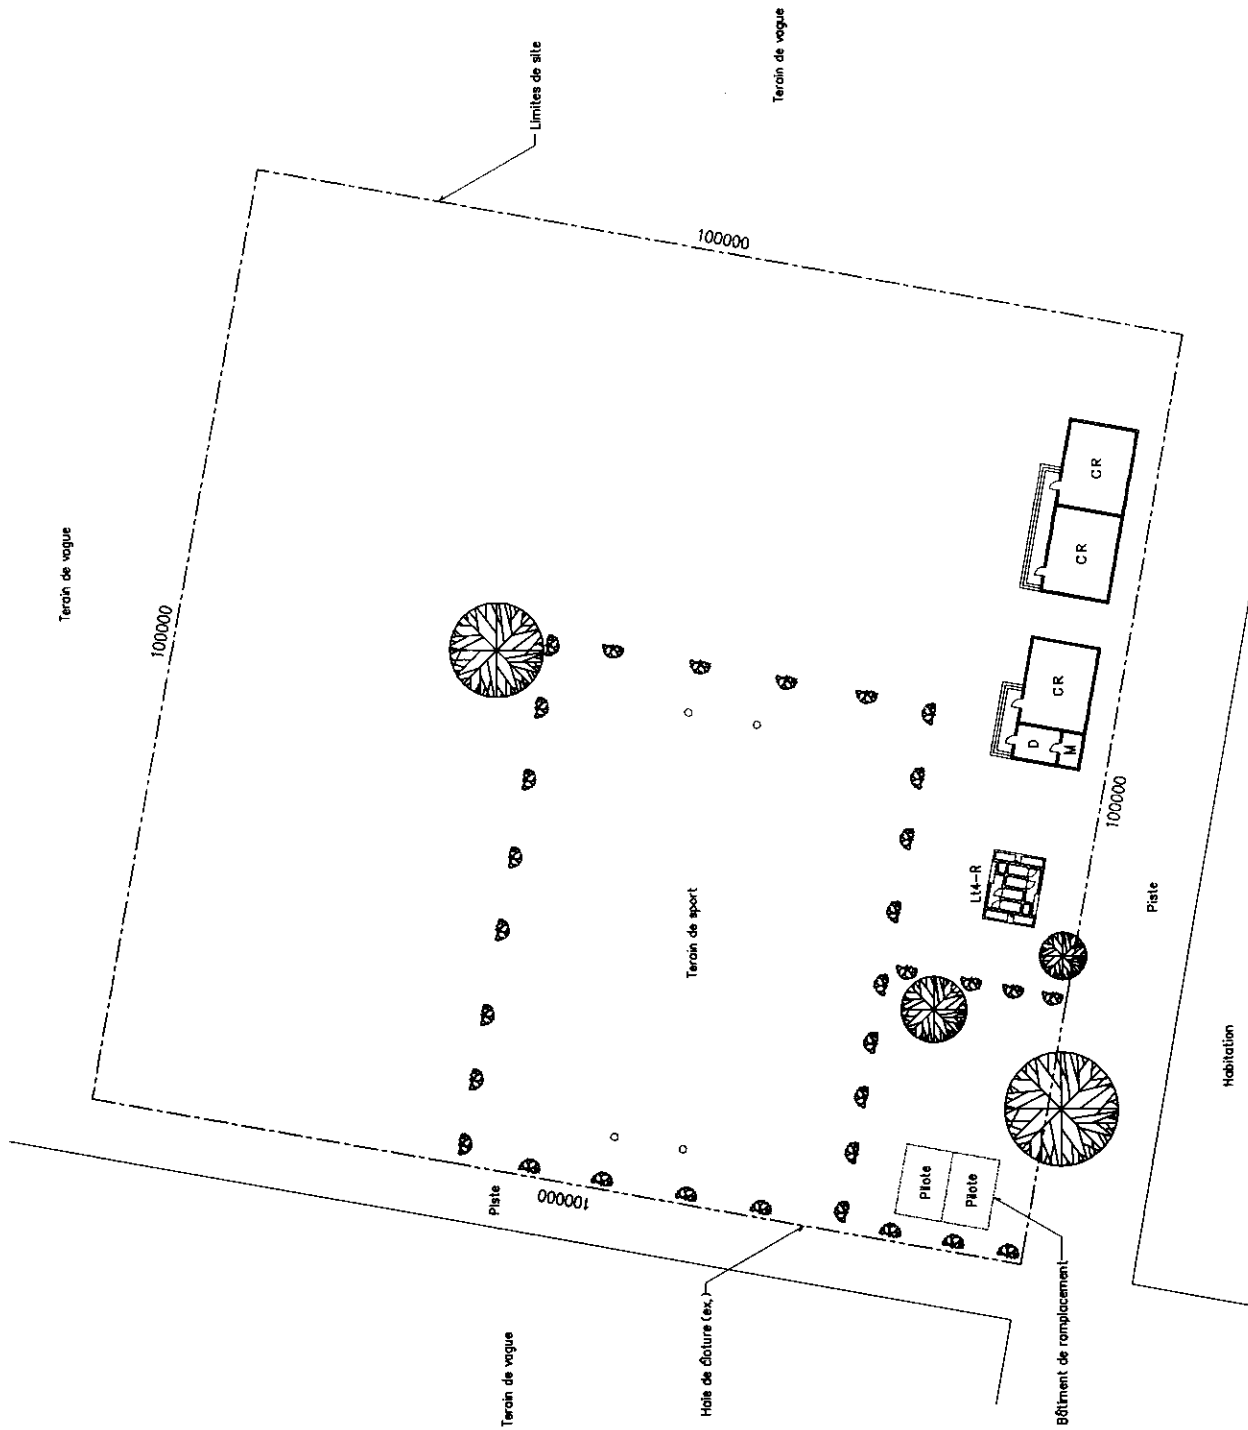 Terain de vague
Limites de site
Terain de vague
100000
100000
CR
CR
CR
D
M
100000
Lt4-R
Terain de sport
Piste
Habitation
Pilote
Pilote
Piste
100000
Haie de clôture (ex.)
Bâtiment de ramplacement
Terain de vague